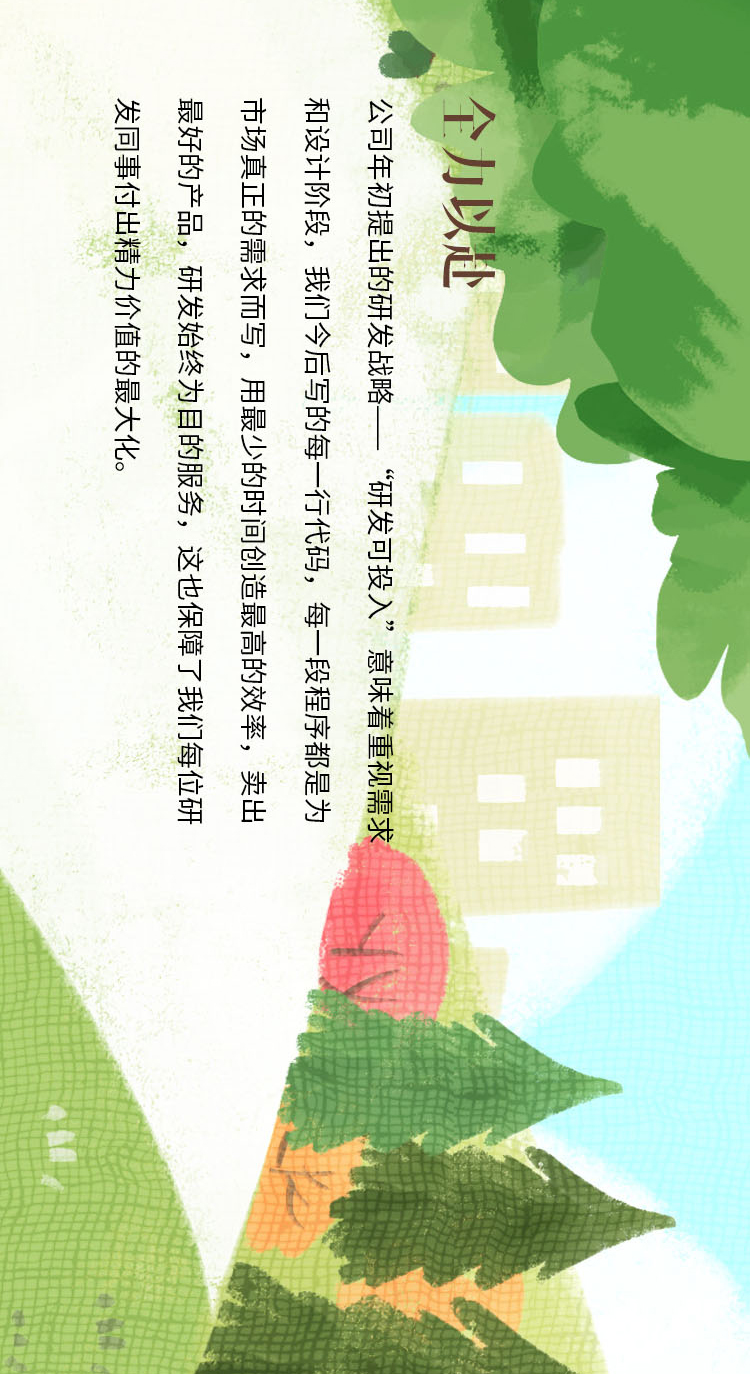 全力以赴
公司年初提出的研发战略——“研发可投入”意味着重视需求
和设计阶段，我们今后写的每一行代码，每一段程序都是为
市场真正的需求而写，用最少的时间创造最高的效率，卖出
最好的产品，研发始终为目的服务，这也保障了我们每位研
发同事付出精力价值的最大化。